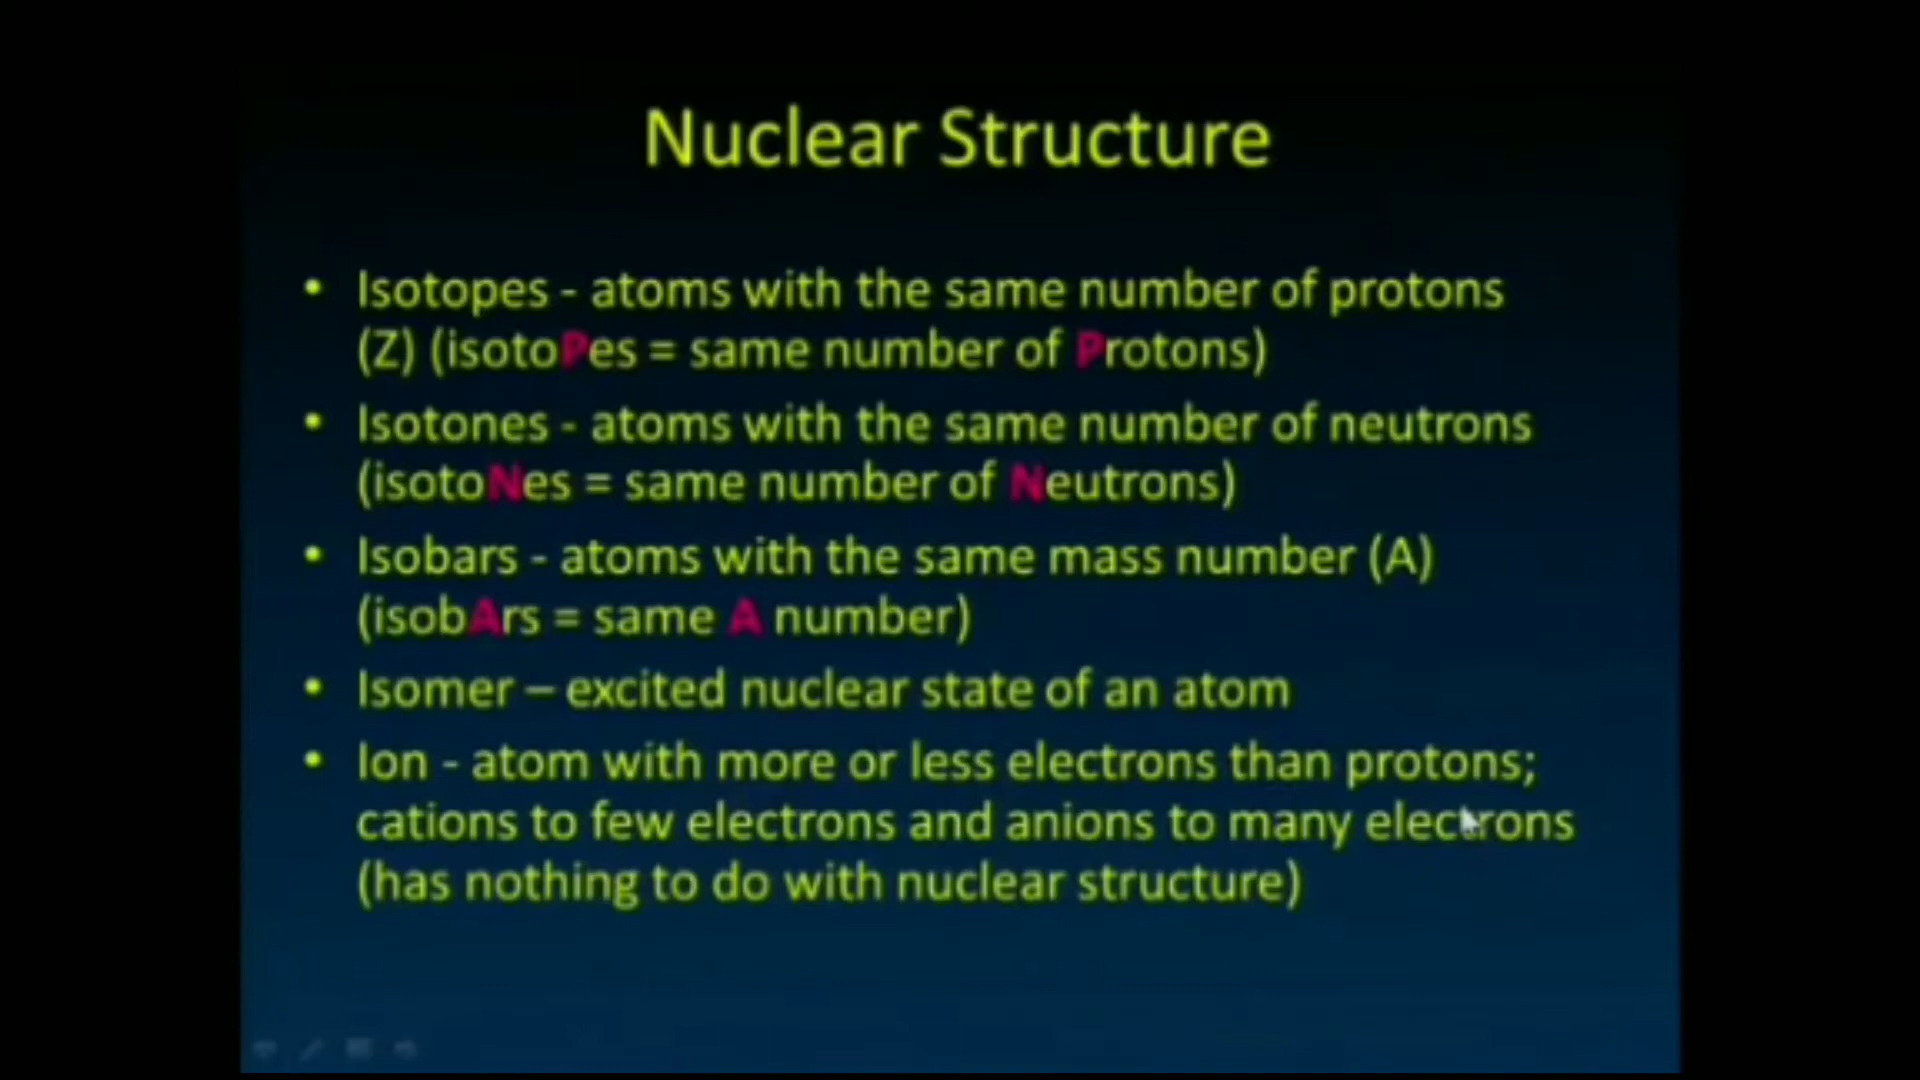 Nuclear Structure
• Isotopes - atoms with the same number of protons
(Z) (isotoPes = same number of Protons)
• Isotones - atoms with the same number of neutrons
(isotoNes = same number of Neutrons)
• Isobars - atoms with the same mass number (A)
(isobArs = same A number)
• Isomer – excited nuclear state of an atom
• Ion - atom with more or less electrons than protons;
cations to few electrons and anions to many electrons
(has nothing to do with nuclear structure)